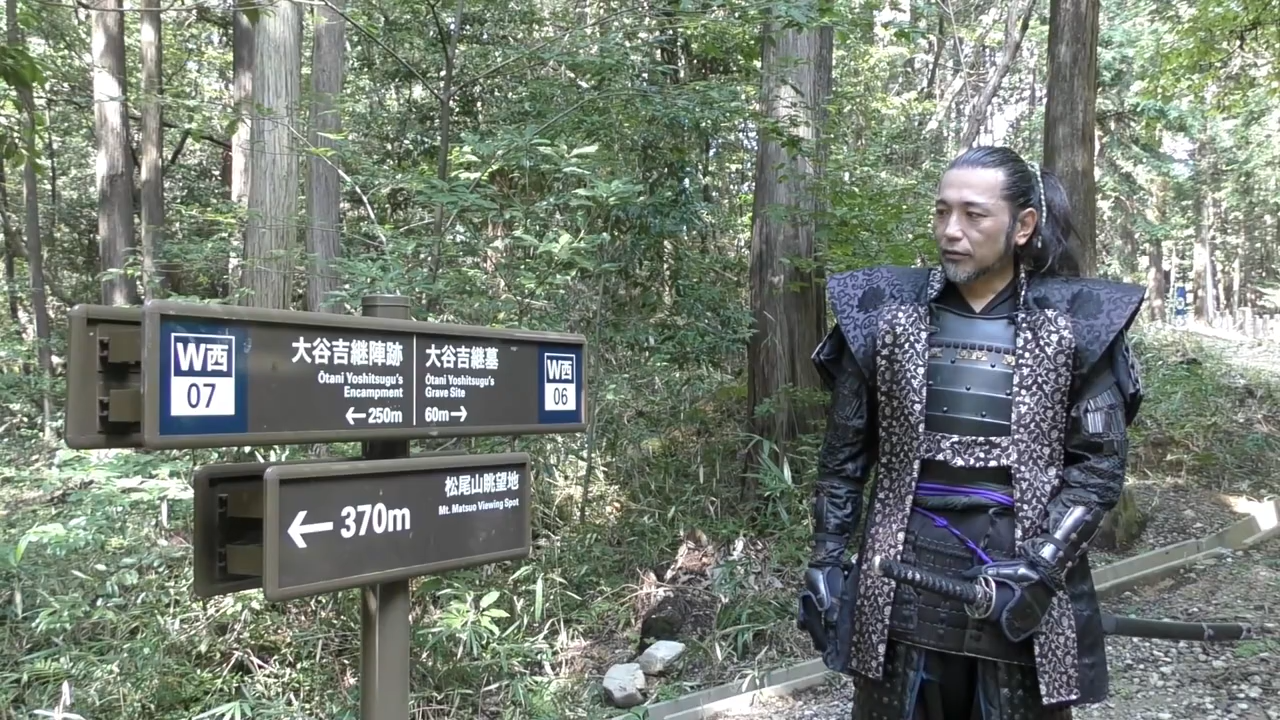 W西
07
大谷吉継陣跡
Ōtani Yoshitsugu's
Encampment
←250m
大谷吉継墓
Ōtani Yoshitsugu's
Grave Site
60m→
W西
06
松尾山眺望地
Mt. Matsuo Viewing Spot
←370m